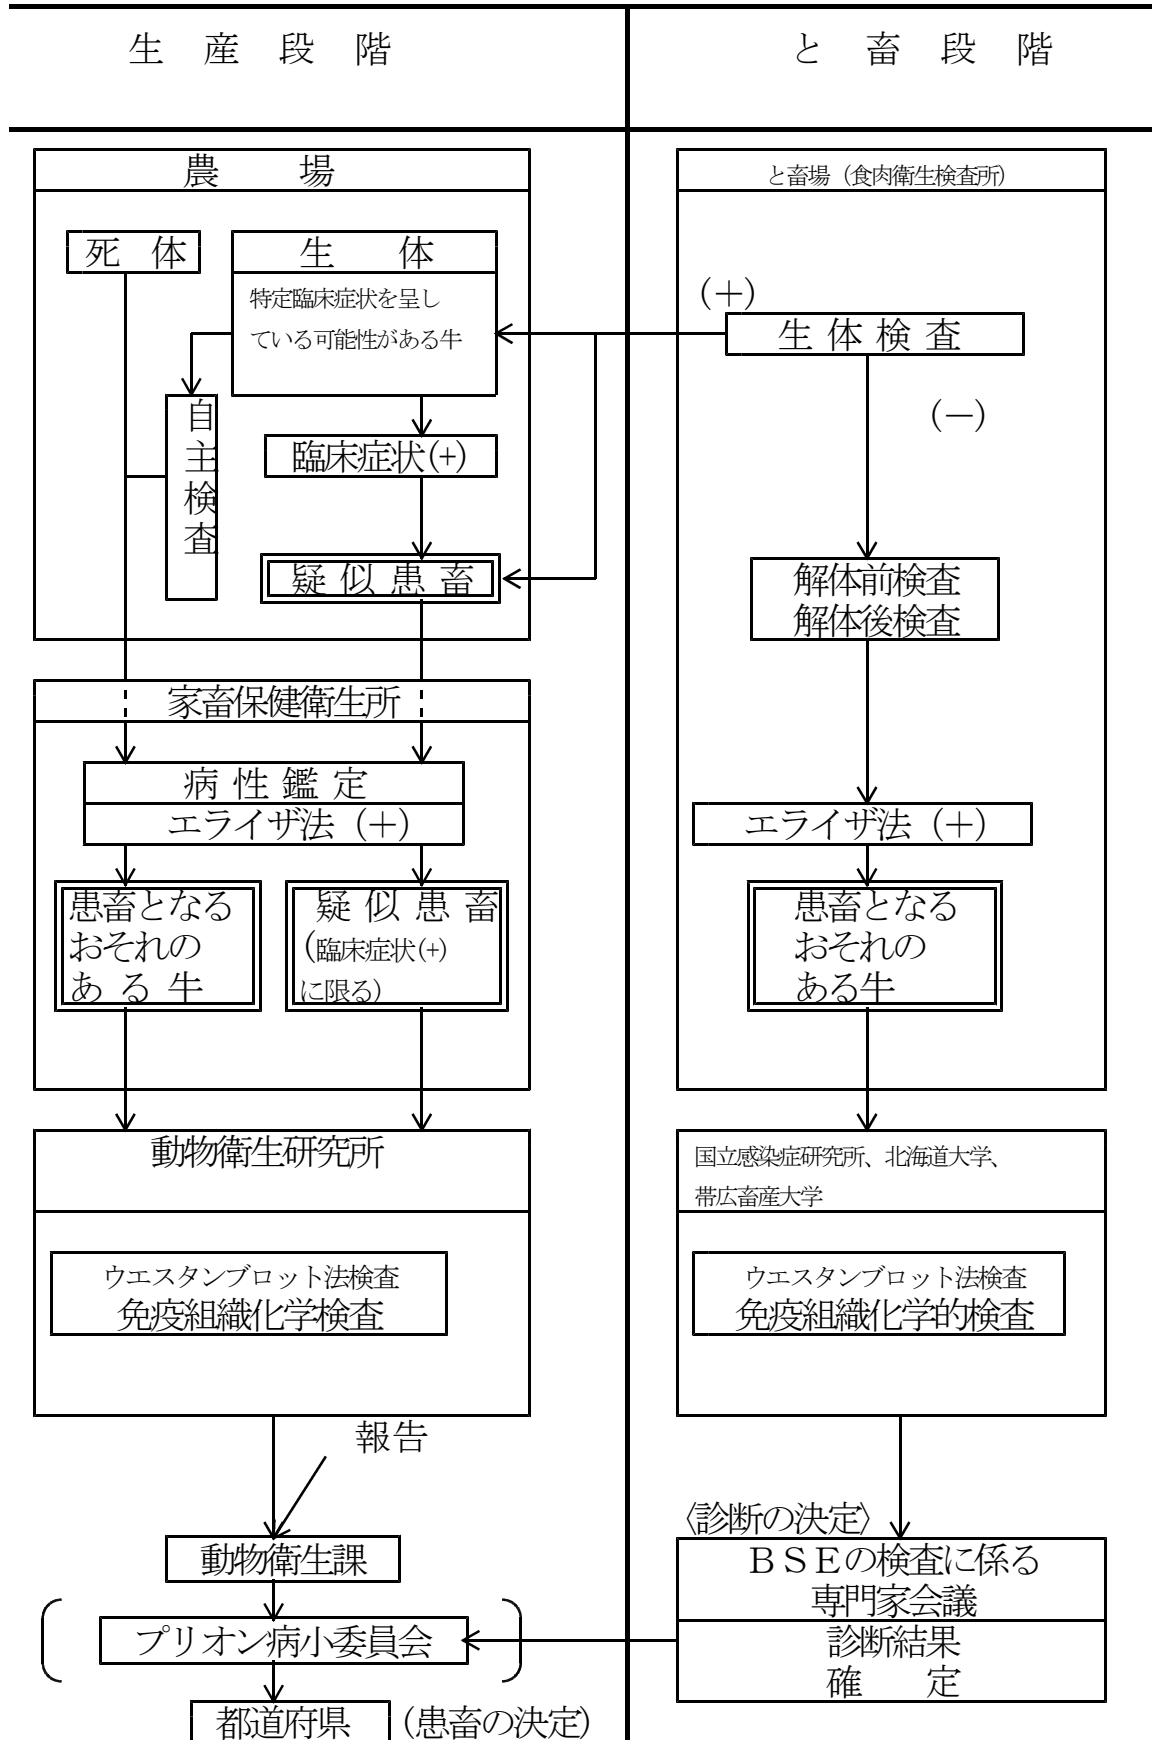 生産段階
と畜段階
農場
死体
生体
特定臨床症状を呈し
ている可能性がある牛
自主検査
臨床症状(+)
疑似患畜
家畜保健衛生所
病性鑑定
エライザ法（＋）
患畜となる
おそれの
ある牛
疑似患畜
(臨床症状(+)
に限る)
動物衛生研究所
ウエスタンブロット法検査
免疫組織化学検査
報告
動物衛生課
プリオン病小委員会
都道府県
(患畜の決定)
と畜場（食肉衛生検査所）
(＋)
生体検査
(－)
解体前検査
解体後検査
エライザ法（＋）
患畜となる
おそれの
ある牛
国立感染症研究所、北海道大学、
帯広畜産大学
ウエスタンブロット法検査
免疫組織化学的検査
〈診断の決定〉
ＢＳＥの検査に係る
専門家会議
診断結果
確定